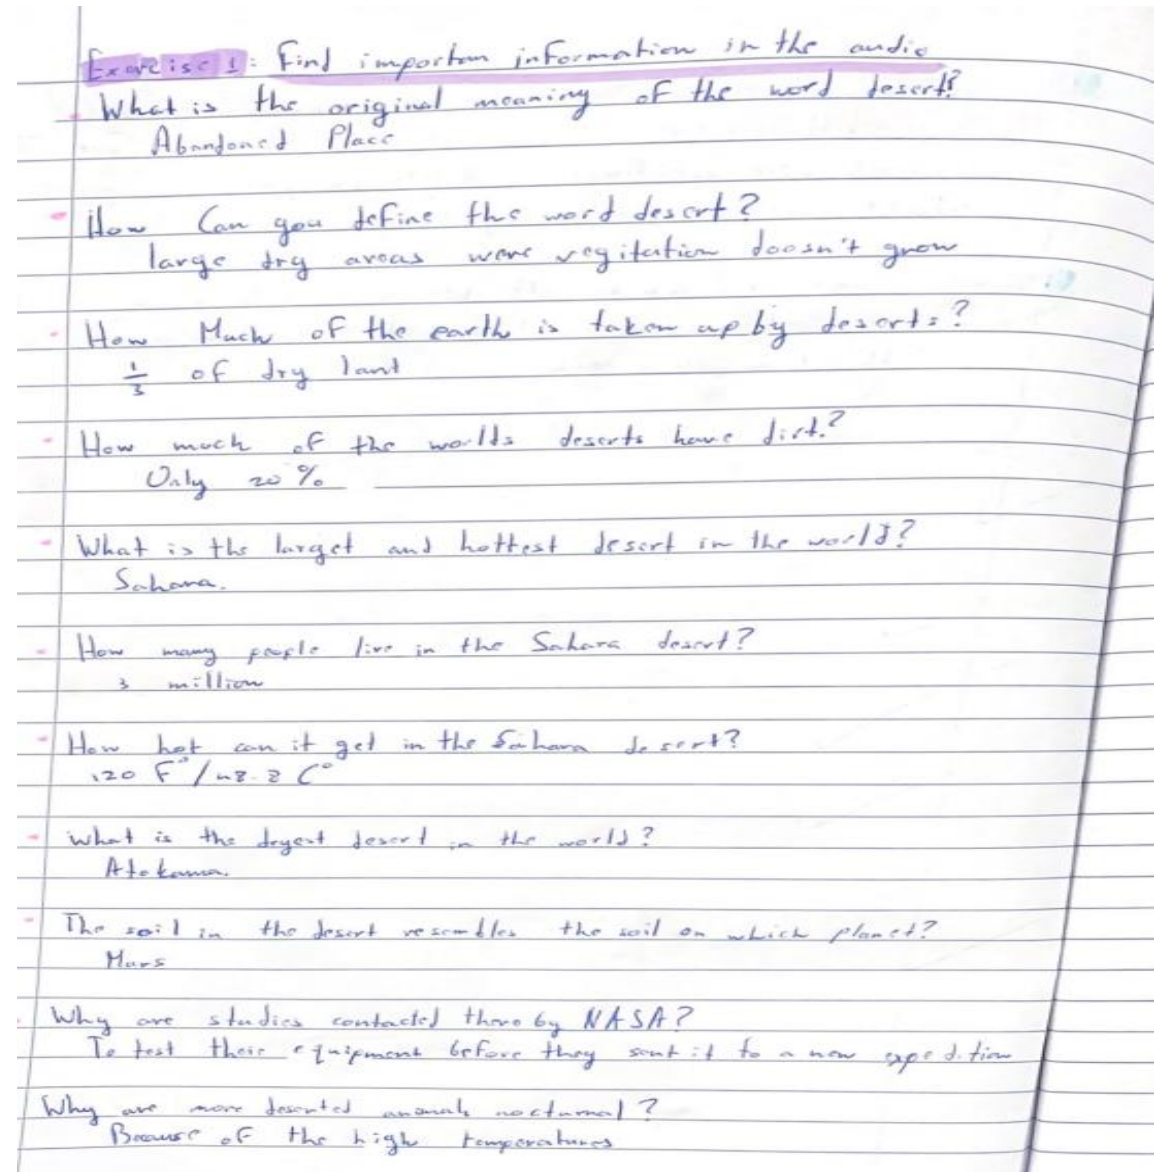 Exercise 1: Find importan information in the audio
What is the original meaning of the word desert?
Abandoned Place
How Can you define the word desert?
large dry areas were vegitation doosn't grow
How Much of the earth is taken up by deserts?
1/3 of dry lant
How much of the worlds deserts have dirt?
Only 20%
What is the larget and hottest desert in the world?
Sahara.
How many people live in the Sahara desert?
3 million
How hot can it get in the Sahara desert?
120 F° / 48.8 C°
What is the dryest desert in the world?
Atakama.
The soil in the desert resembles the soil on which planet?
Mars
Why are studies contacted there by NASA?
To test their equipment before they sent it to a new expedition
Why are more deserted animals nocturnal?
Because of the high temperatures